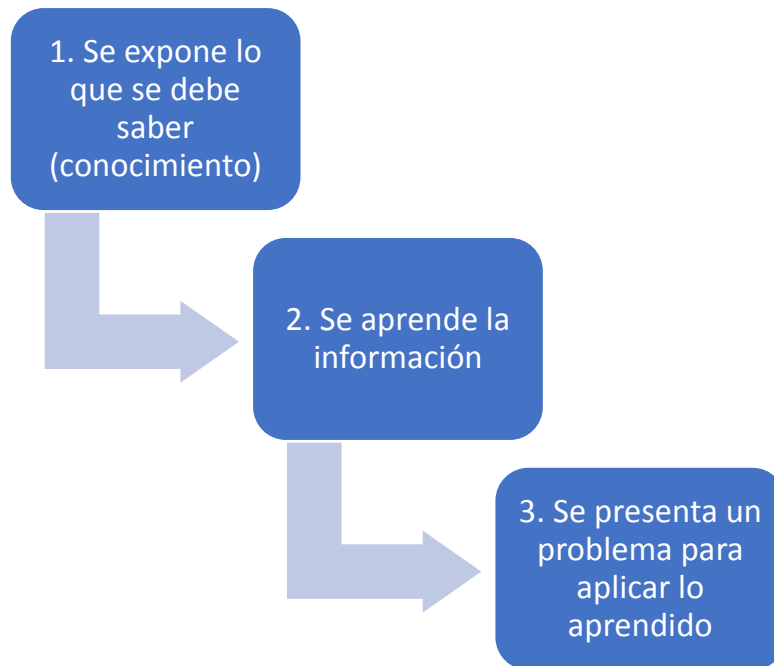 1. Se expone lo
que se debe
saber
(conocimiento)
2. Se aprende la
información
3. Se presenta un
problema para
aplicar lo
aprendido